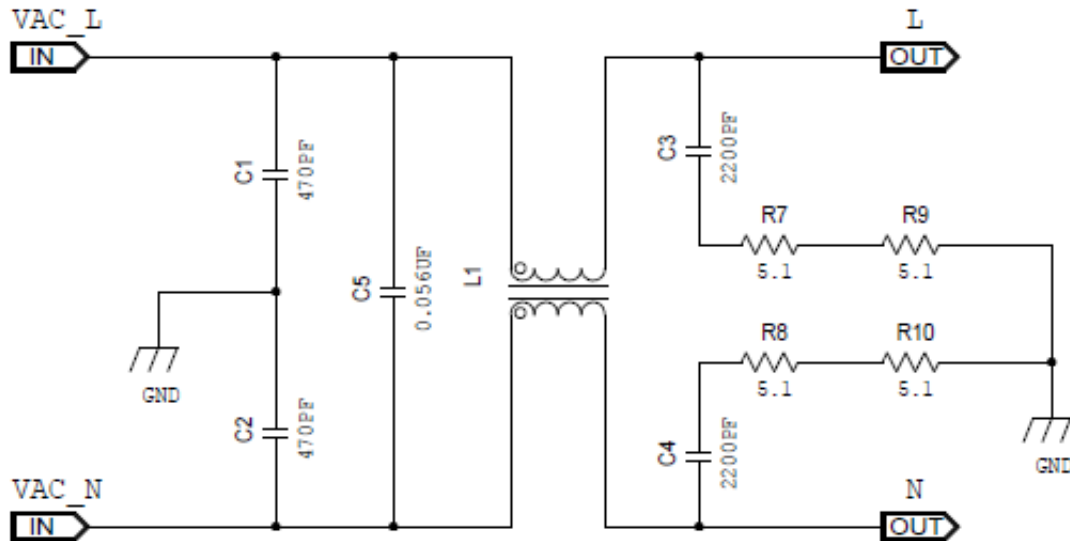 VAC_L
L
IN
OUT
C1
470PF
C3
2200PF
R7
R9
5.1
5.1
C5
0.056UF
L1
GND
R8
R10
5.1
5.1
C2
470PF
C4
2200PF
GND
VAC_N
N
IN
OUT